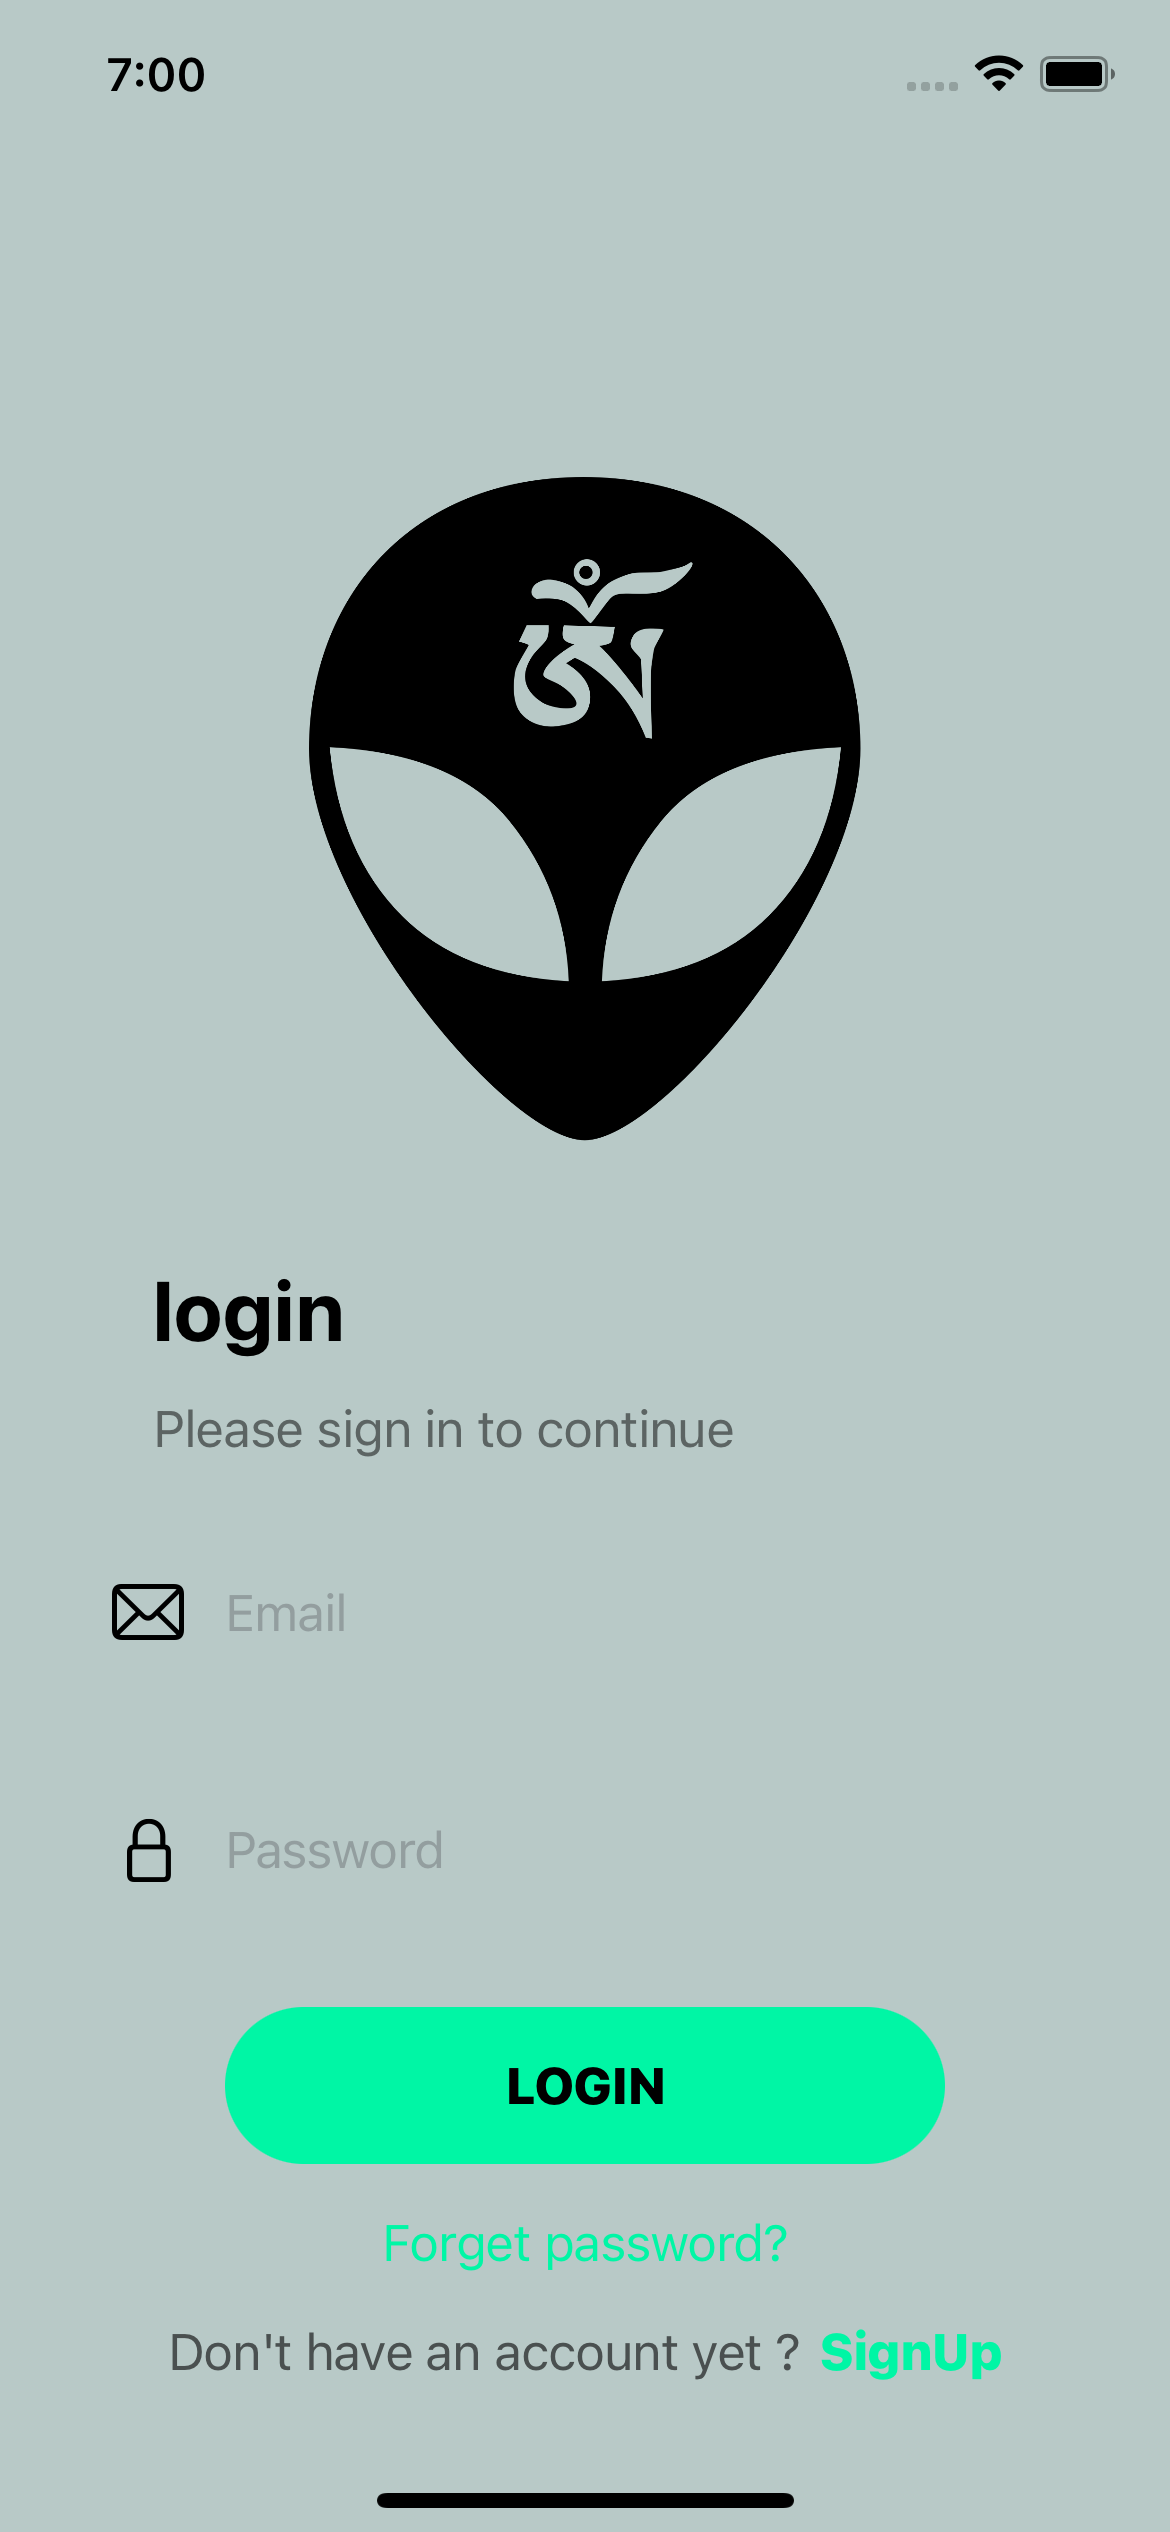 7:00
ༀ
login
Please sign in to continue
Email
Password
LOGIN
Forget password?
Don't have an account yet ? SignUp